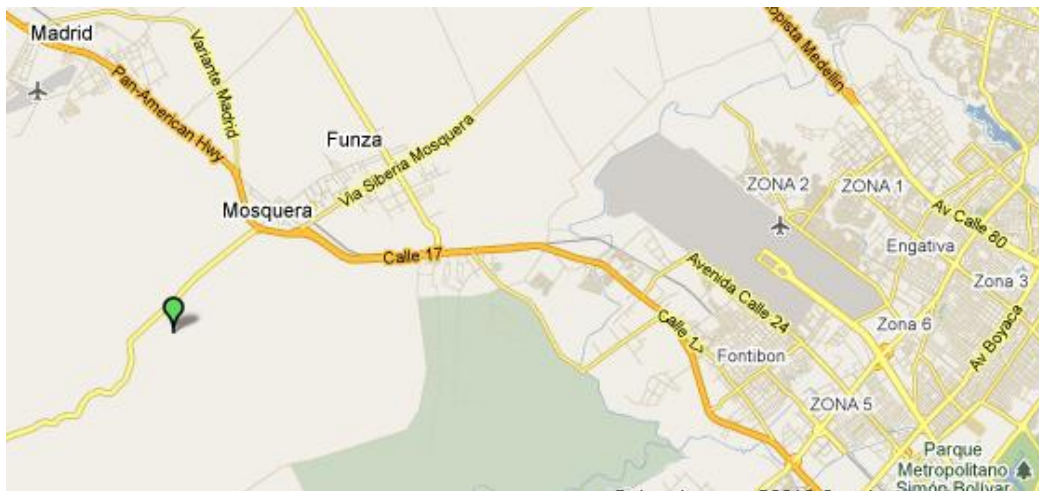 Madrid
Variante Madrid
Pan-American Hwy
Funza
Via Siberia Mosquera
Mosquera
Calle 17
opista Medellin
ZONA 2
ZONA 1
Av Calle 80
Engativa
Zona 3
Avenida Calle 24
Zona 6
Av Boyaca
Calle 1
Fontibon
ZONA 5
Parque
Metropolitano
Simón Bolívar